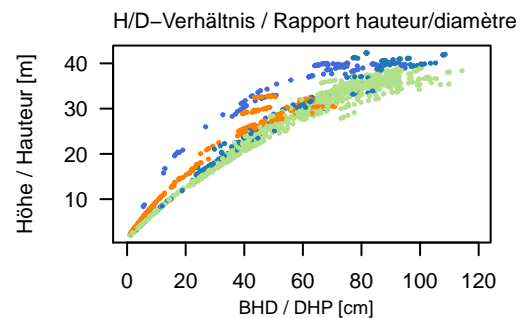 H/D−Verhältnis / Rapport hauteur/diamètre
Höhe / Hauteur [m]
40
30
20
10
0 20 40 60 80 100 120
BHD / DHP [cm]